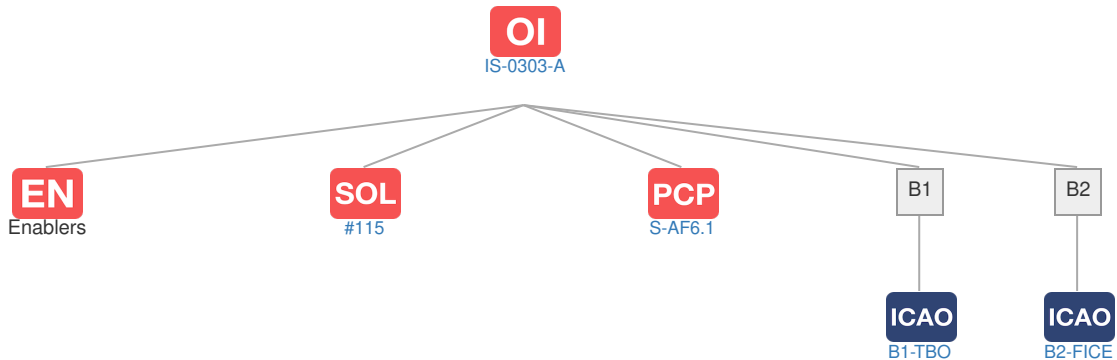 OI
IS-0303-A
EN
Enablers
SOL
#115
PCP
S-AF6.1
B1
B2
ICAO
B1-TBO
ICAO
B2-FICE